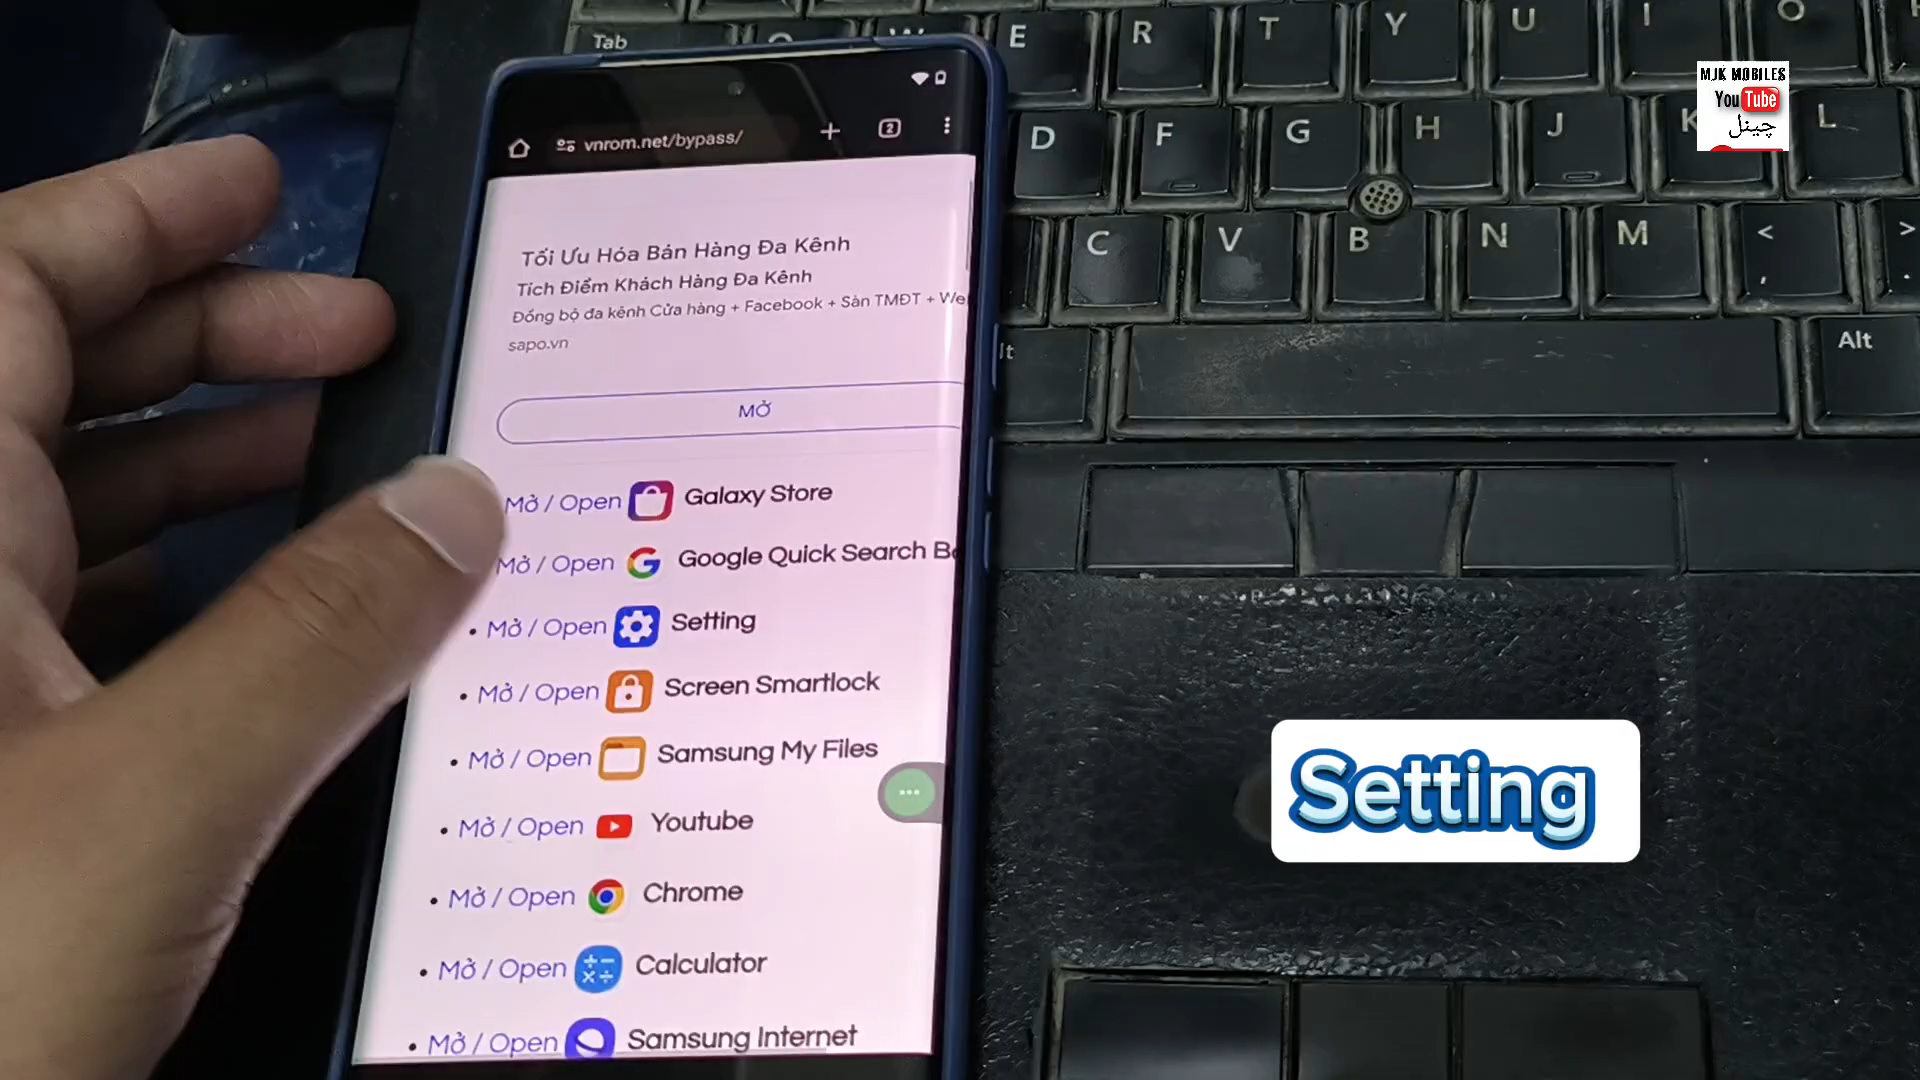 vnrom.net/bypass/
2
Tối Ưu Hóa Bán Hàng Đa Kênh
Tích Điểm Khách Hàng Đa Kênh
Đồng bộ đa kênh Cửa hàng + Facebook + Sàn TMĐT + We
sapo.vn
MỞ
Mở / Open Galaxy Store
Mở / Open Google Quick Search B
• Mở / Open Setting
• Mở / Open Screen Smartlock
• Mở / Open Samsung My Files
• Mở / Open Youtube
• Mở / Open Chrome
• Mở / Open Calculator
• Mở / Open Samsung Internet
Tab
E R T Y U I O
D F G H J K L
C V B N M < >
, .
Alt
MJK MOBILES
YouTube
چینل
Setting